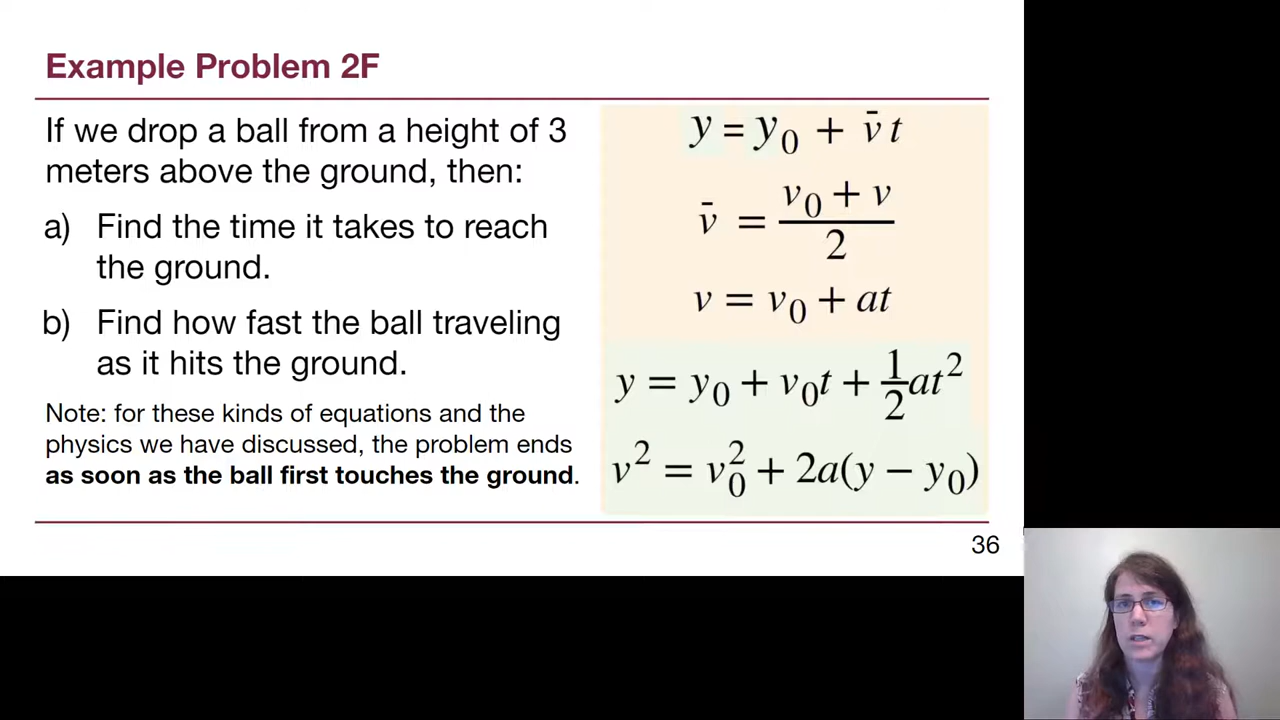 Example Problem 2F
If we drop a ball from a height of 3
meters above the ground, then:
a) Find the time it takes to reach
the ground.
b) Find how fast the ball traveling
as it hits the ground.
Note: for these kinds of equations and the
physics we have discussed, the problem ends
as soon as the ball first touches the ground.
y = y₀ + v̄ t
v̄ = (v₀ + v)/2
v = v₀ + at
y = y₀ + v₀t + ½at²
v² = v₀² + 2a(y − y₀)
36